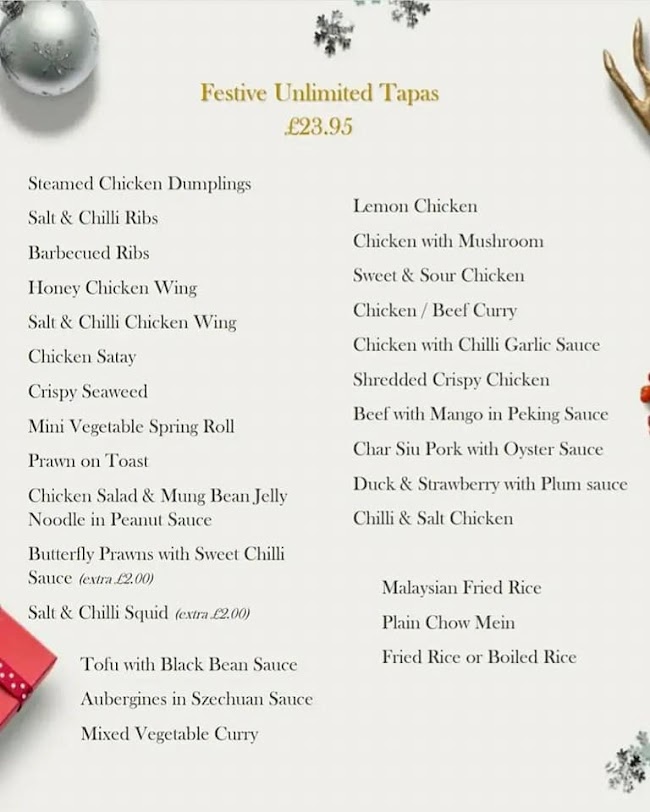 Festive Unlimited Tapas
£23.95
Steamed Chicken Dumplings
Salt & Chilli Ribs
Barbecued Ribs
Honey Chicken Wing
Salt & Chilli Chicken Wing
Chicken Satay
Crispy Seaweed
Mini Vegetable Spring Roll
Prawn on Toast
Chicken Salad & Mung Bean Jelly
Noodle in Peanut Sauce
Butterfly Prawns with Sweet Chilli
Sauce (extra £2.00)
Salt & Chilli Squid (extra £2.00)
Tofu with Black Bean Sauce
Aubergines in Szechuan Sauce
Mixed Vegetable Curry
Lemon Chicken
Chicken with Mushroom
Sweet & Sour Chicken
Chicken / Beef Curry
Chicken with Chilli Garlic Sauce
Shredded Crispy Chicken
Beef with Mango in Peking Sauce
Char Siu Pork with Oyster Sauce
Duck & Strawberry with Plum sauce
Chilli & Salt Chicken
Malaysian Fried Rice
Plain Chow Mein
Fried Rice or Boiled Rice